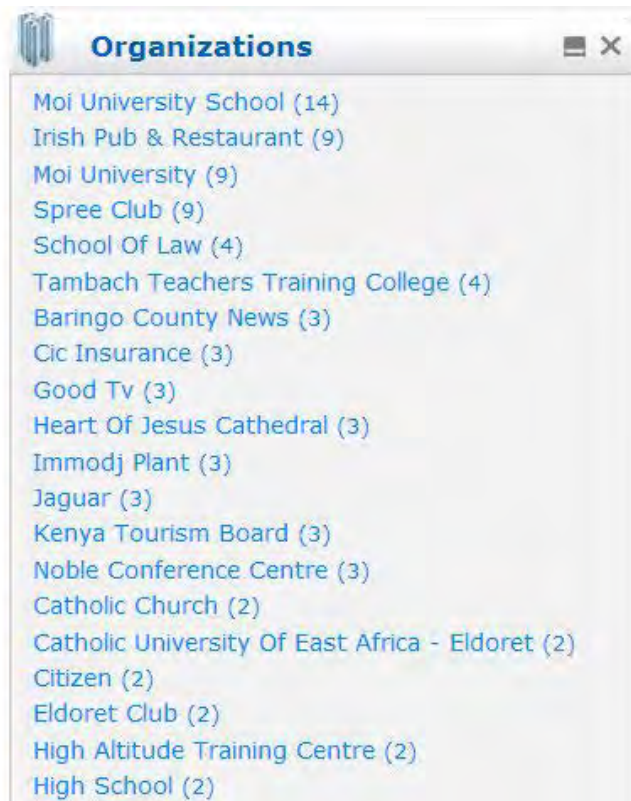 Organizations
Moi University School (14)
Irish Pub & Restaurant (9)
Moi University (9)
Spree Club (9)
School Of Law (4)
Tambach Teachers Training College (4)
Baringo County News (3)
Cic Insurance (3)
Good Tv (3)
Heart Of Jesus Cathedral (3)
Immodj Plant (3)
Jaguar (3)
Kenya Tourism Board (3)
Noble Conference Centre (3)
Catholic Church (2)
Catholic University Of East Africa - Eldoret (2)
Citizen (2)
Eldoret Club (2)
High Altitude Training Centre (2)
High School (2)